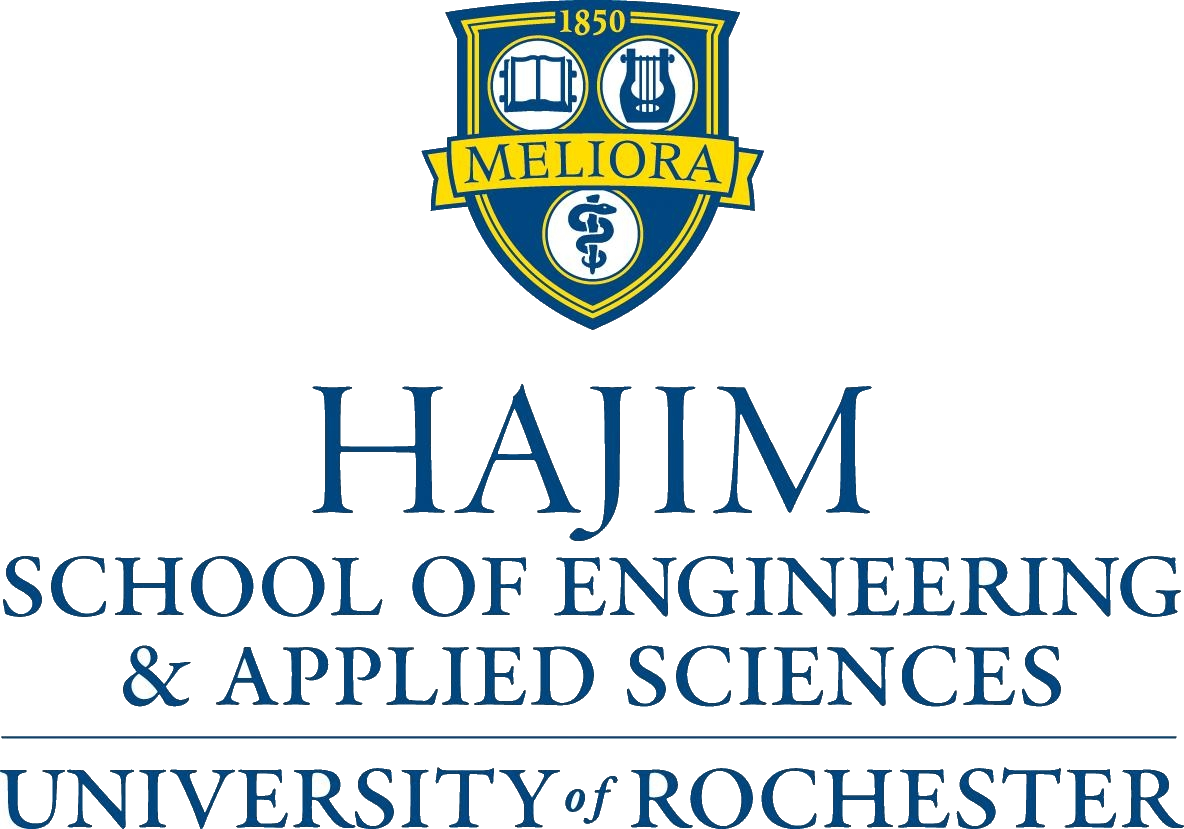 1850
MELIORA
HAJIM
SCHOOL OF ENGINEERING
& APPLIED SCIENCES
UNIVERSITY of ROCHESTER